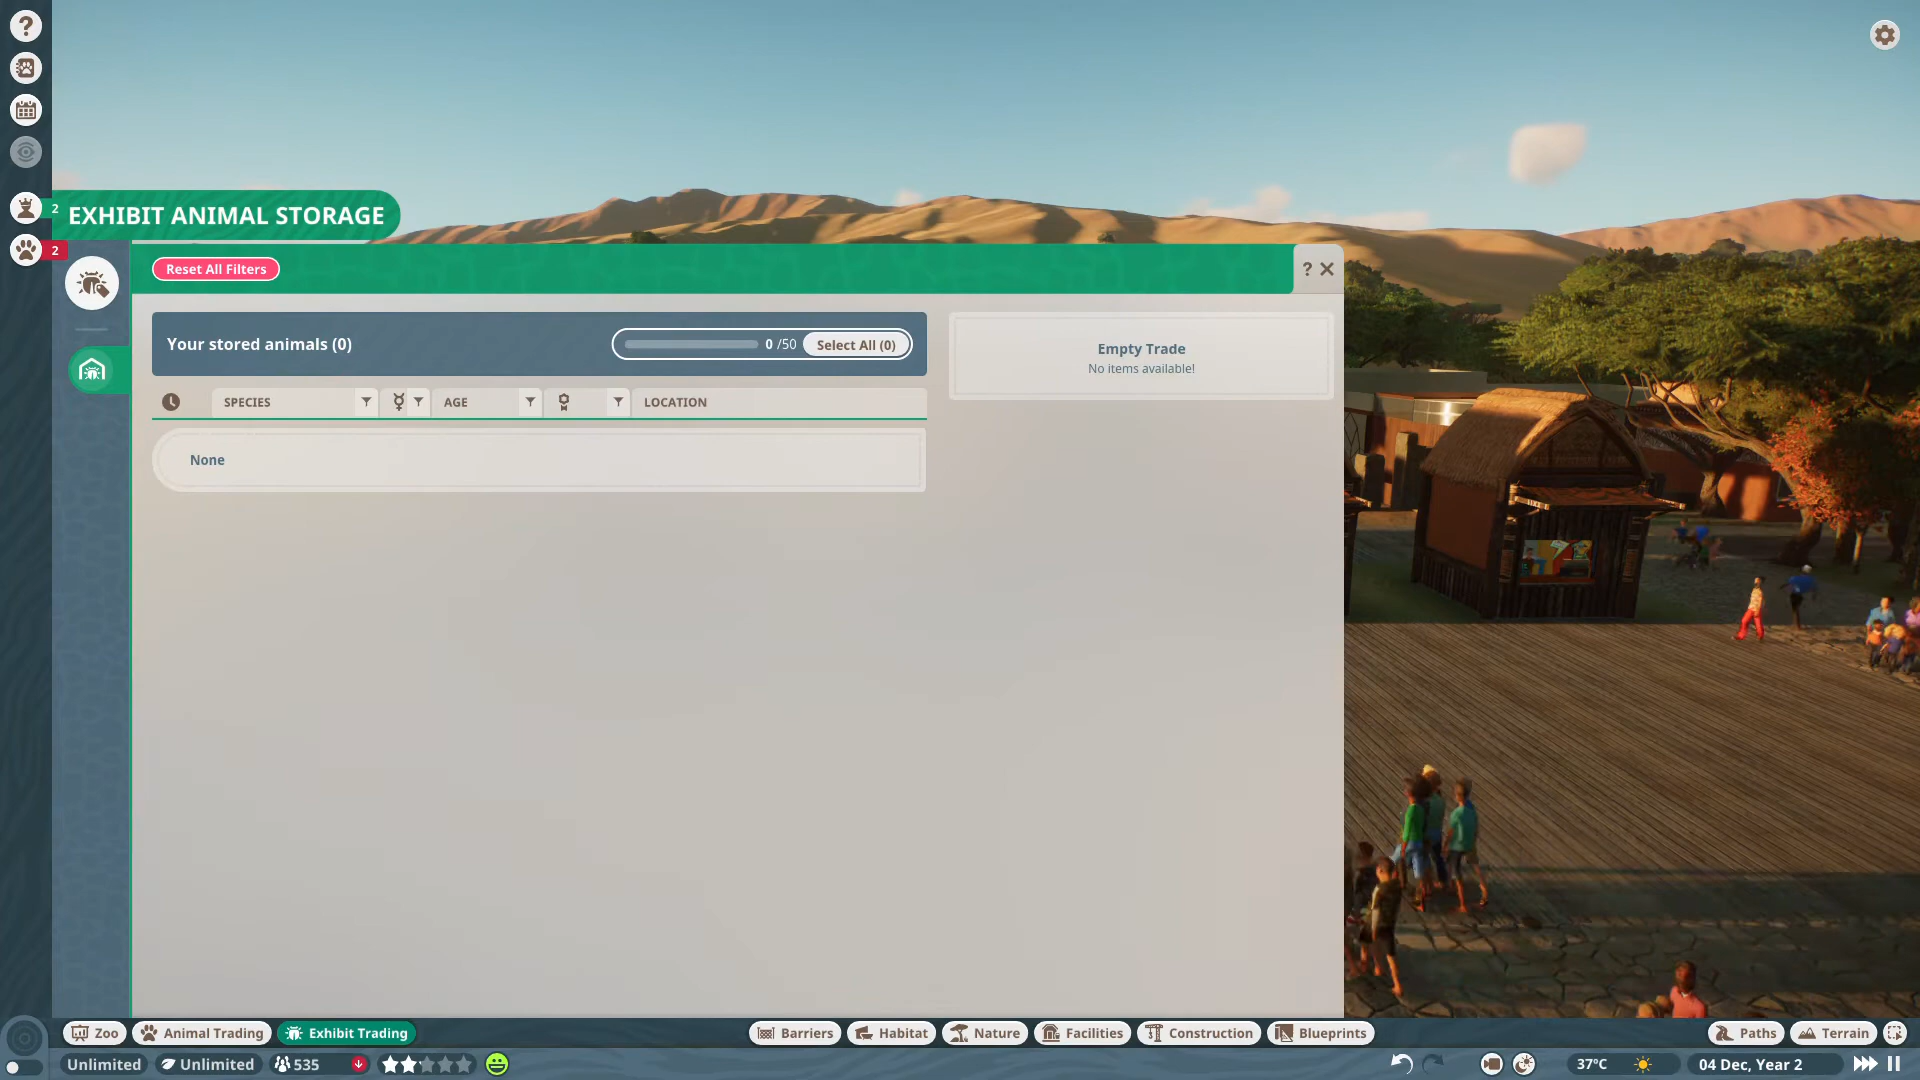 ?
2
EXHIBIT ANIMAL STORAGE
2
Reset All Filters
?
Your stored animals (0)
0 /50
Select All (0)
Empty Trade
No items available!
SPECIES
AGE
LOCATION
None
Zoo
Animal Trading
Exhibit Trading
Barriers
Habitat
Nature
Facilities
Construction
Blueprints
Paths
Terrain
Unlimited
Unlimited
535
37°C
04 Dec, Year 2